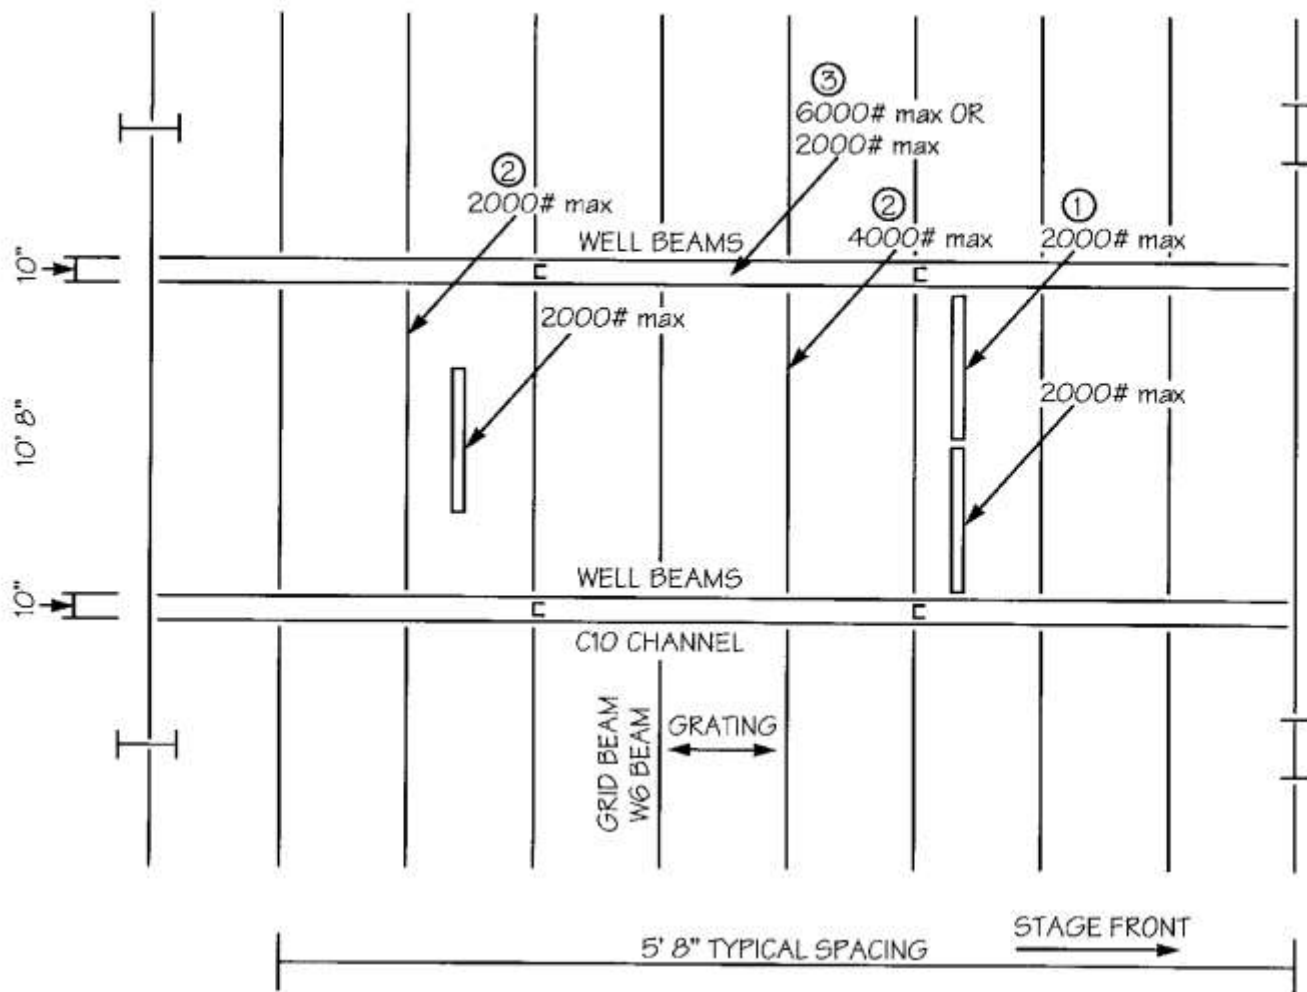 ③
6000# max OR
2000# max
②
2000# max
②
4000# max
①
2000# max
WELL BEAMS
10"
2000# max
2000# max
10' 8"
WELL BEAMS
10"
C10 CHANNEL
GRID BEAM
W6 BEAM
GRATING
STAGE FRONT
5' 8" TYPICAL SPACING